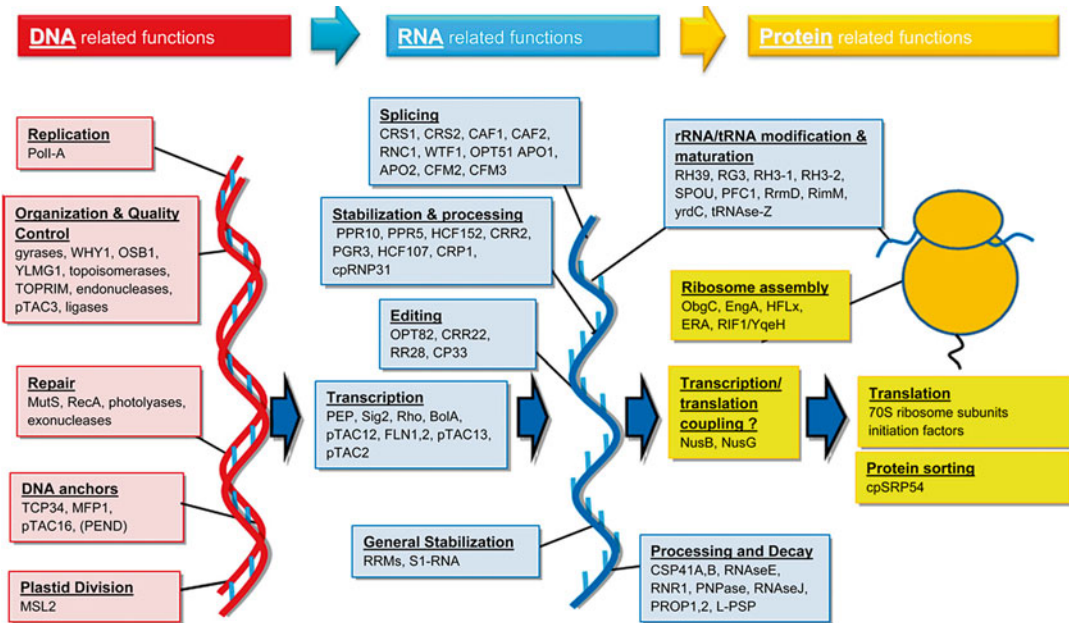 DNA related functions
RNA related functions
Protein related functions
Replication
PolI-A
Organization & Quality
Control
gyrases, WHY1, OSB1,
YLMG1, topoisomerases,
TOPRIM, endonucleases,
pTAC3, ligases
Repair
MutS, RecA, photolyases,
exonucleases
DNA anchors
TCP34, MFP1,
pTAC16, (PEND)
Plastid Division
MSL2
Splicing
CRS1, CRS2, CAF1, CAF2,
RNC1, WTF1, OPT51 APO1,
APO2, CFM2, CFM3
Stabilization & processing
PPR10, PPR5, HCF152, CRR2,
PGR3, HCF107, CRP1,
cpRNP31
Editing
OPT82, CRR22,
RR28, CP33
Transcription
PEP, Sig2, Rho, BolA,
pTAC12, FLN1,2, pTAC13,
pTAC2
General Stabilization
RRMs, S1-RNA
rRNA/tRNA modification &
maturation
RH39, RG3, RH3-1, RH3-2,
SPOU, PFC1, RrmD, RimM,
yrdC, tRNAse-Z
Ribosome assembly
ObgC, EngA, HFLx,
ERA, RIF1/YqeH
Transcription/
translation
coupling ?
NusB, NusG
Processing and Decay
CSP41A,B, RNAseE,
RNR1, PNPase, RNAseJ,
PROP1,2, L-PSP
Translation
70S ribosome subunits
initiation factors
Protein sorting
cpSRP54